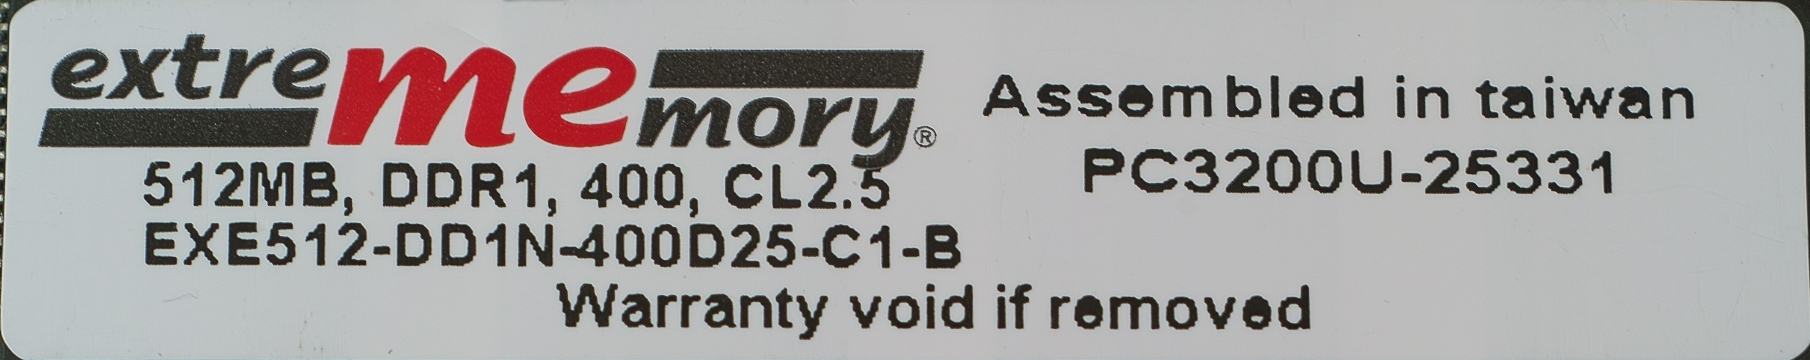 extreMEmory®
Assembled in taiwan
PC3200U-25331
512MB, DDR1, 400, CL2.5
EXE512-DD1N-400D25-C1-B
Warranty void if removed